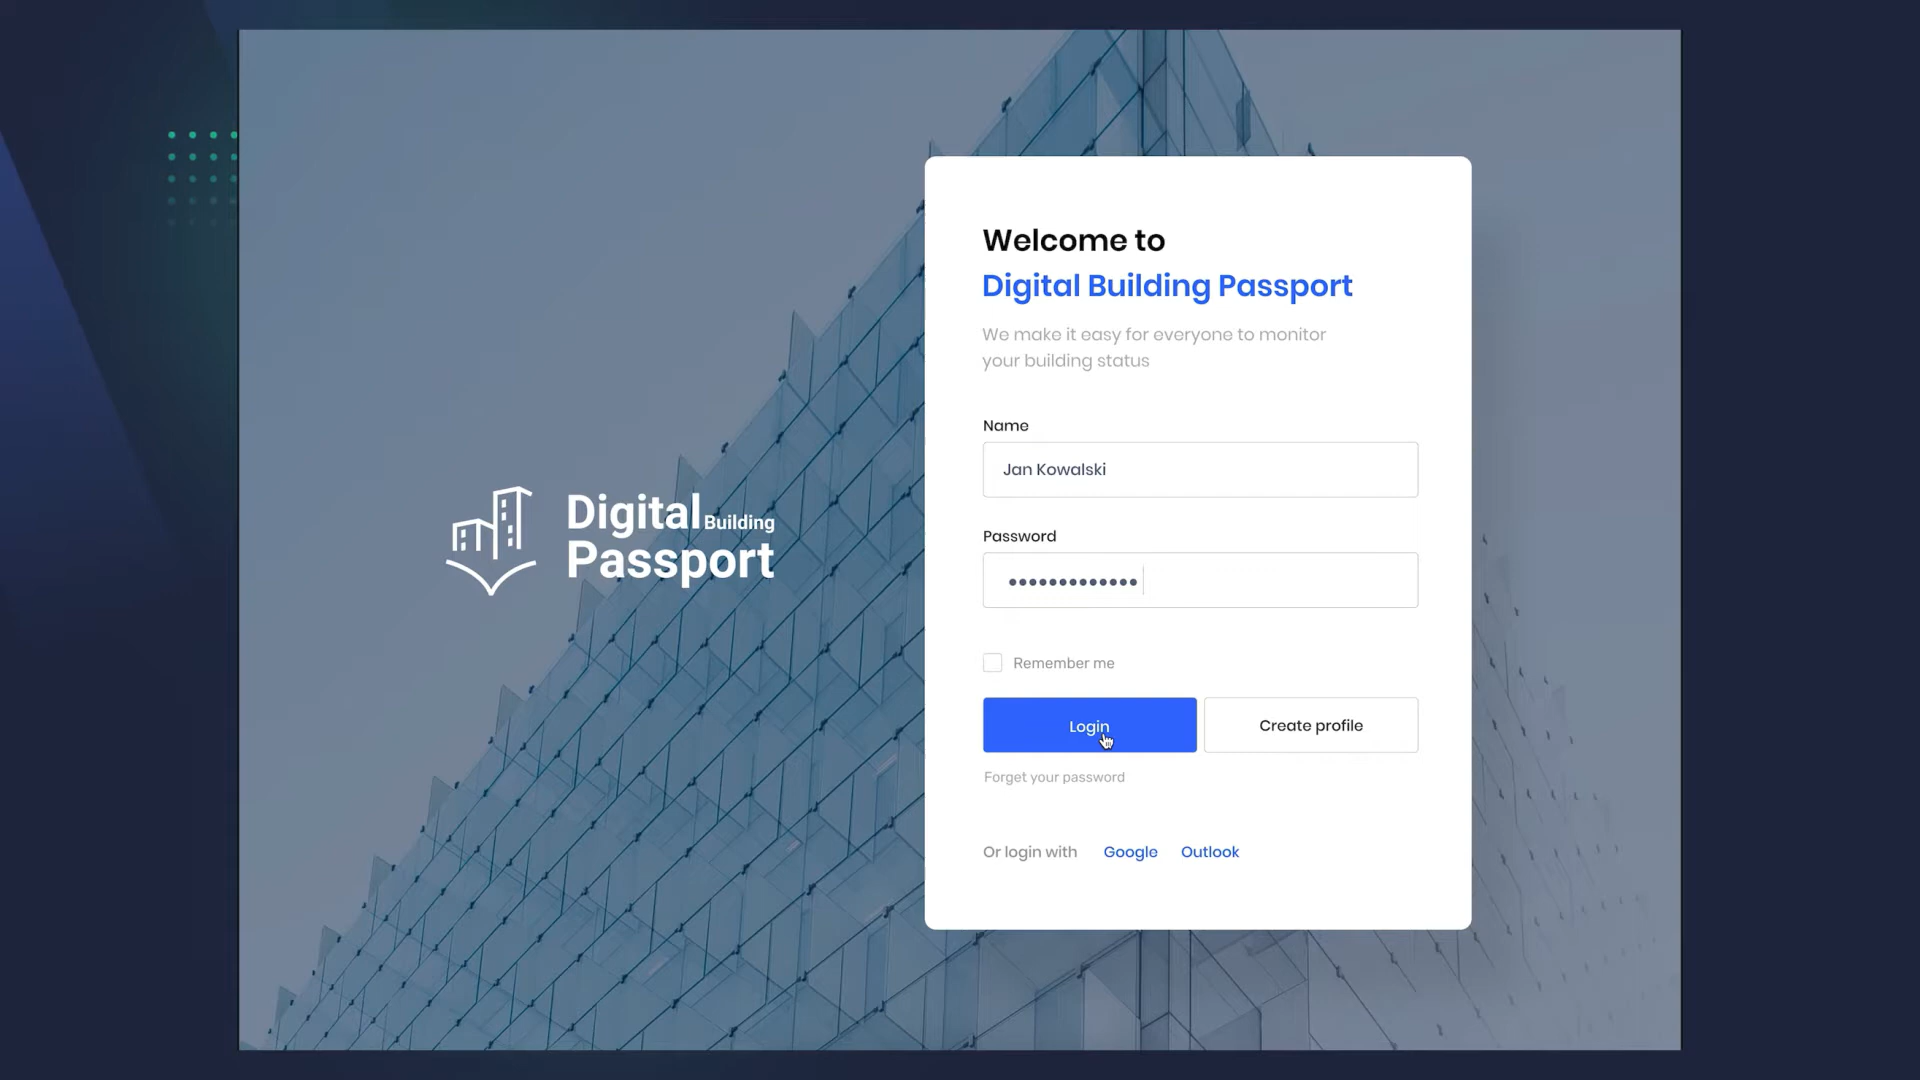 Digital Building
Passport
Welcome to
Digital Building Passport
We make it easy for everyone to monitor
your building status
Name
Jan Kowalski
Password
•••••••••••••
Remember me
Login
Create profile
Forget your password
Or login with Google Outlook